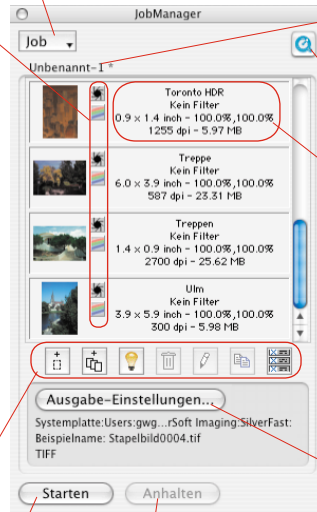 JobManager
Job
Unbenannt-1 *
Toronto HDR
Kein Filter
0.9 x 1.4 inch - 100.0%,100.0%
1255 dpi - 5.97 MB
Treppe
Kein Filter
6.0 x 3.9 inch - 100.0%,100.0%
587 dpi - 23.31 MB
Treppen
Kein Filter
1.4 x 0.9 inch - 100.0%,100.0%
2700 dpi - 25.62 MB
Ulm
Kein Filter
3.9 x 5.9 inch - 100.0%,100.0%
300 dpi - 5.98 MB
Ausgabe-Einstellungen...
Systemplatte:Users:gwg...rSoft Imaging:SilverFast:
Beispielname: Stapelbild0004.tif
TIFF
Starten
Anhalten